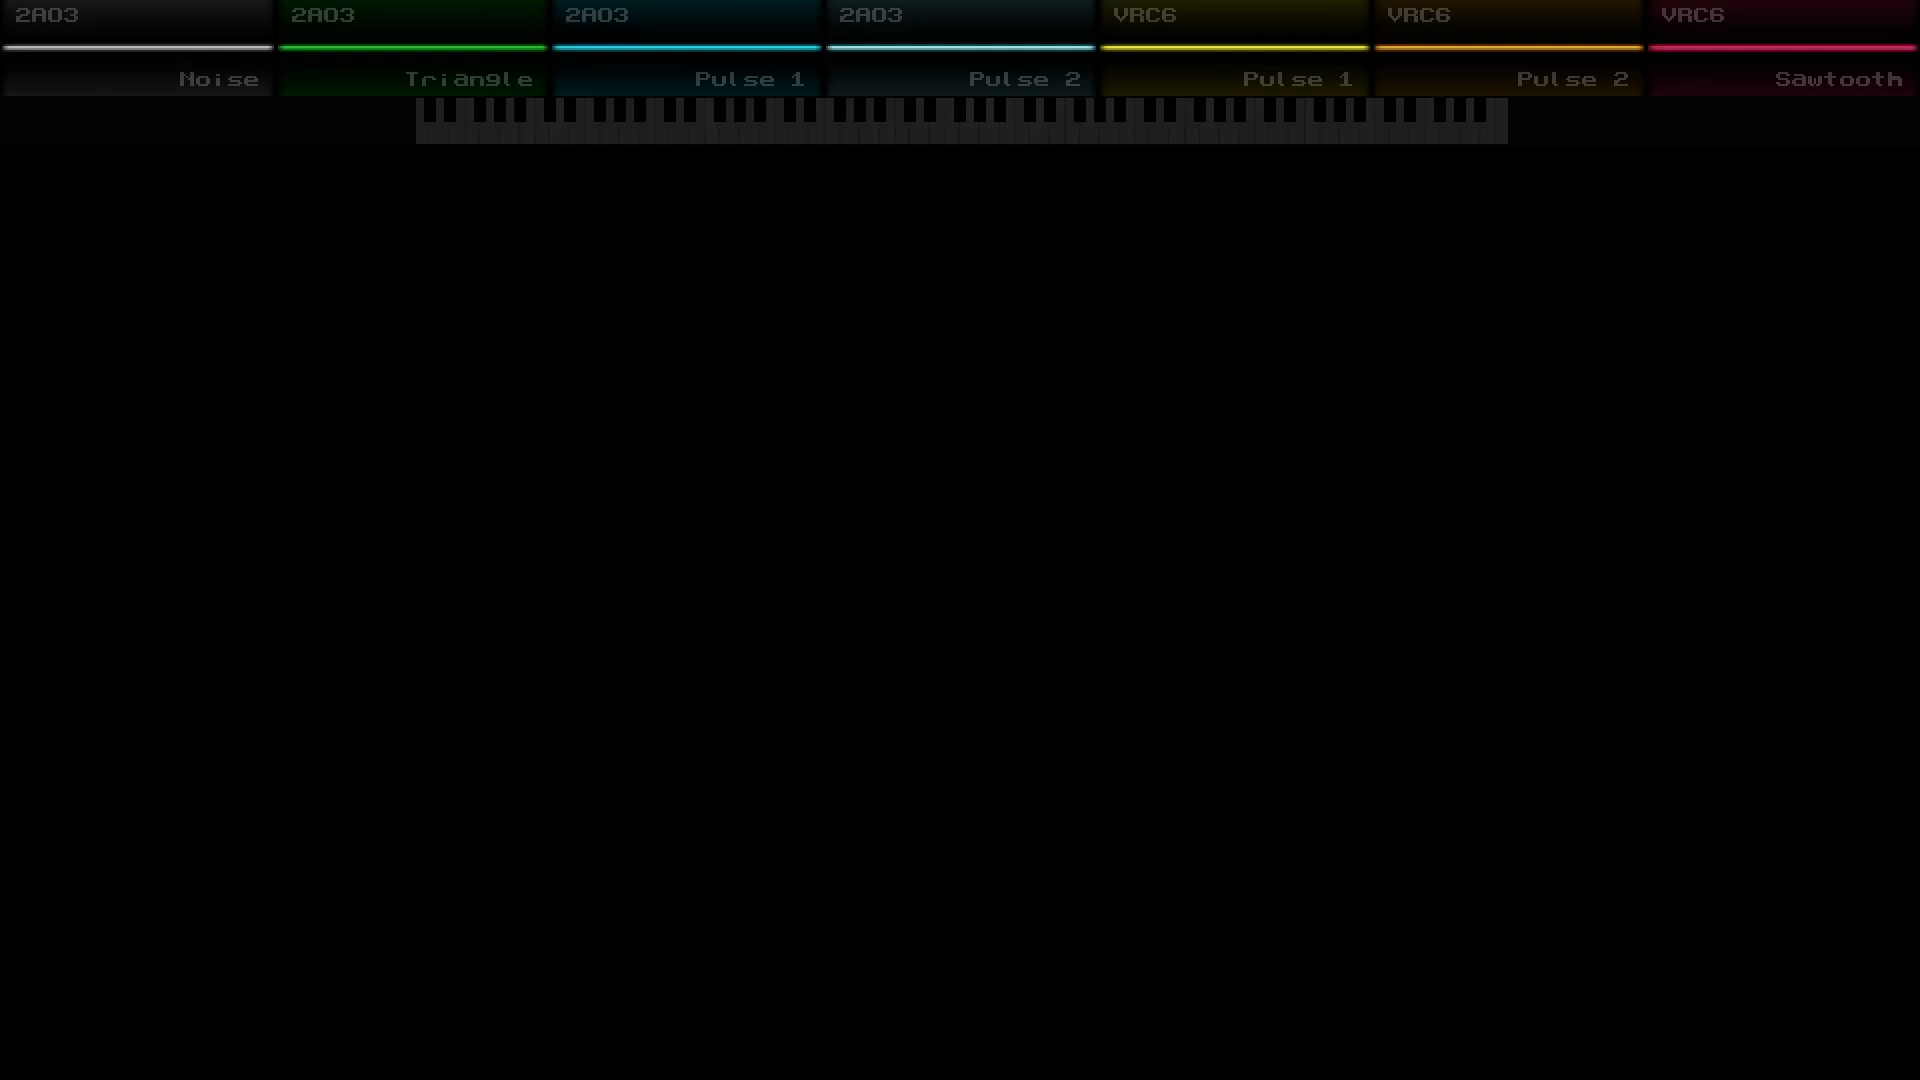 2A03 2A03 2A03 2A03 VRC6 VRC6 VRC6
Noise Triangle Pulse 1 Pulse 2 Pulse 1 Pulse 2 Sawtooth